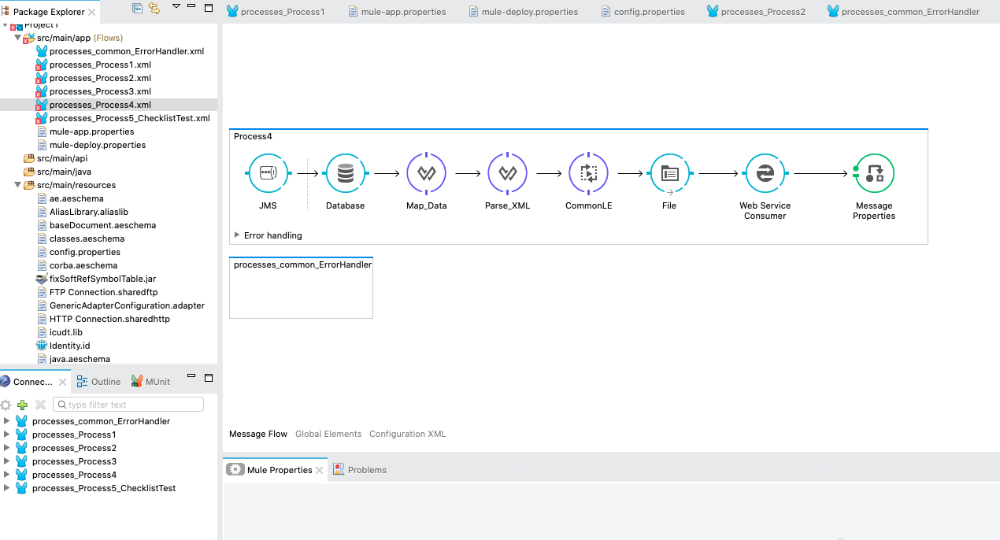 Package Explorer
processes_Process1
mule-app.properties
mule-deploy.properties
config.properties
processes_Process2
processes_common_ErrorHandler
Project1
src/main/app (Flows)
processes_common_ErrorHandler.xml
processes_Process1.xml
processes_Process2.xml
processes_Process3.xml
processes_Process4.xml
processes_Process5_ChecklistTest.xml
mule-app.properties
mule-deploy.properties
src/main/api
src/main/java
src/main/resources
ae.aeschema
AliasLibrary.aliaslib
baseDocument.aeschema
classes.aeschema
config.properties
corba.aeschema
fixSoftRefSymbolTable.jar
FTP Connection.sharedftp
GenericAdapterConfiguration.adapter
HTTP Connection.sharedhttp
icudt.lib
Identity.id
java.aeschema
Process4
JMS
Database
Map_Data
Parse_XML
CommonLE
File
Web Service
Consumer
Message
Properties
Error handling
processes_common_ErrorHandler
Message Flow
Global Elements
Configuration XML
Connec...
Outline
MUnit
type filter text
processes_common_ErrorHandler
processes_Process1
processes_Process2
processes_Process3
processes_Process4
processes_Process5_ChecklistTest
Mule Properties
Problems